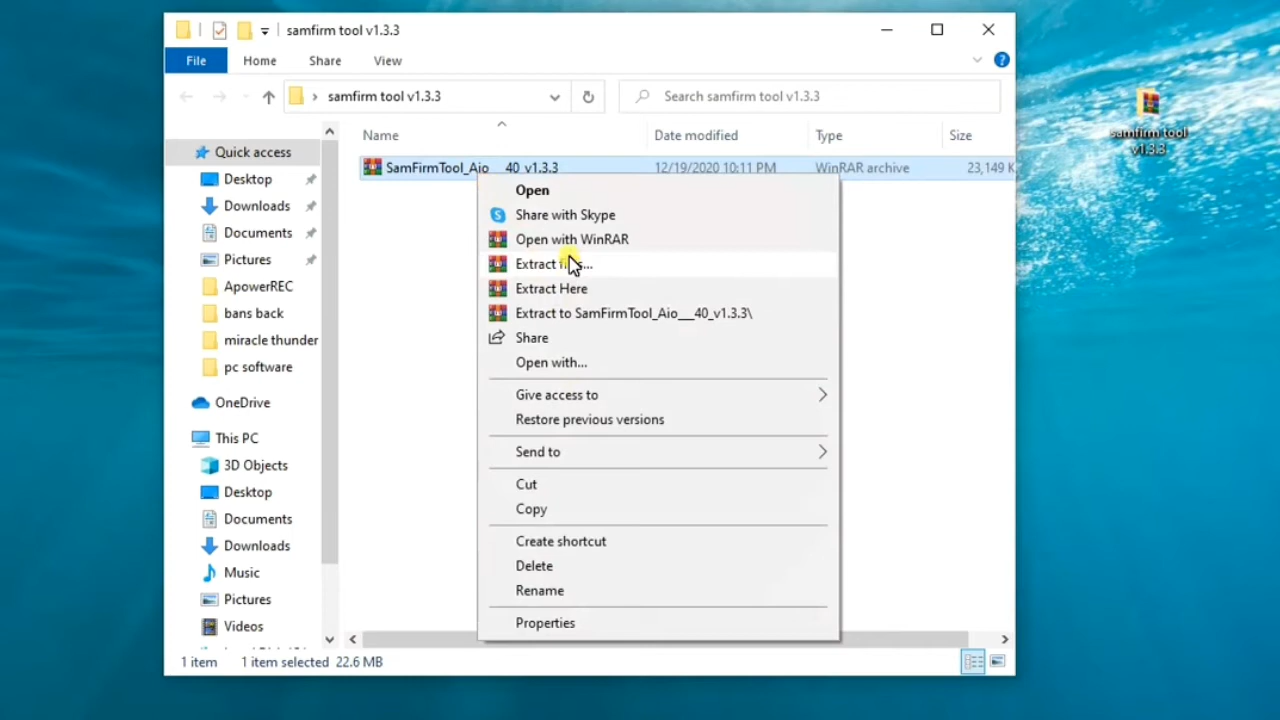 samfirm tool v1.3.3
File Home Share View
samfirm tool v1.3.3
Search samfirm tool v1.3.3
Name Date modified Type Size
SamFirmTool_Aio 40_v1.3.3 12/19/2020 10:11 PM WinRAR archive 23,149 K
Quick access
Desktop
Downloads
Documents
Pictures
ApowerREC
bans back
miracle thunder
pc software
OneDrive
This PC
3D Objects
Desktop
Documents
Downloads
Music
Pictures
Videos
Open
Share with Skype
Open with WinRAR
Extract
Extract Here
Extract to SamFirmTool_Aio__40_v1.3.3\
Share
Open with...
Give access to
Restore previous versions
Send to
Cut
Copy
Create shortcut
Delete
Rename
Properties
1 item 1 item selected 22.6 MB
samfirm tool
v1.3.3